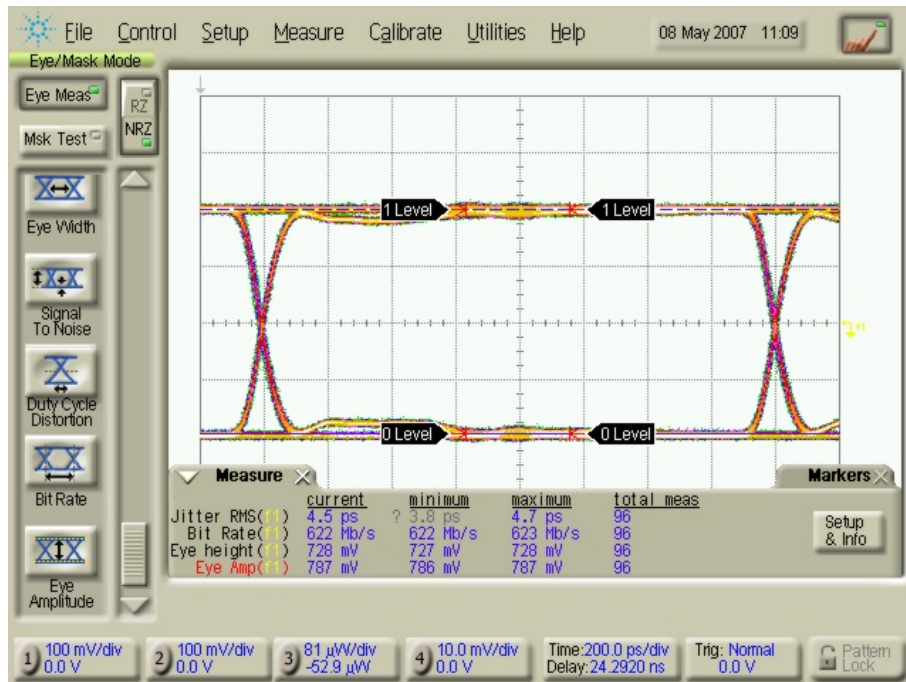 File Control Setup Measure Calibrate Utilities Help 08 May 2007 11:09
Eye/Mask Mode
Eye Meas
RZ
NRZ
Msk Test
Eye Width
Signal
To Noise
Duty Cycle
Distortion
Bit Rate
Eye
Amplitude
1 Level 1 Level
f1
0 Level 0 Level
Measure Markers
current minimum maximum total meas
Jitter RMS(f1) 4.5 ps ? 3.8 ps 4.7 ps 96
Bit Rate(f1) 622 Mb/s 622 Mb/s 623 Mb/s 96
Eye height(f1) 728 mV 727 mV 728 mV 96
Eye Amp(f1) 787 mV 786 mV 787 mV 96
Setup
& Info
1 100 mV/div 2 100 mV/div 3 81 µW/div 4 10.0 mV/div Time:200.0 ps/div Trig: Normal Pattern
0.0 V 0.0 V -52.9 µW 0.0 V Delay:24.2920 ns 0.0 V Lock